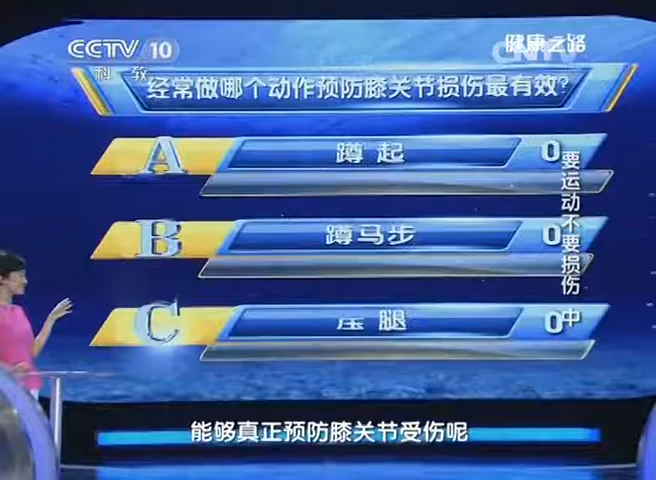 CCTV 10
科 教
健康之路
CNTV
经常做哪个动作预防膝关节损伤最有效?
A 蹲 起 0
B 蹲马步 0
C 压 腿 0
要运动不要损伤 中
能够真正预防膝关节受伤呢